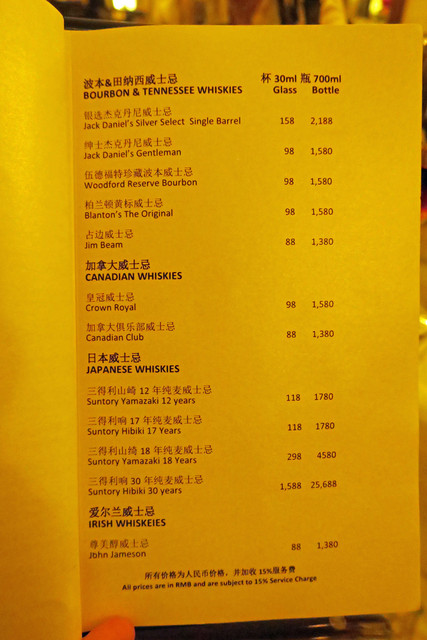 波本&田纳西威士忌 杯 30ml 瓶 700ml
BOURBON & TENNESSEE WHISKIES Glass Bottle
银选杰克丹尼威士忌
Jack Daniel's Silver Select Single Barrel 158 2,188
绅士杰克丹尼威士忌
Jack Daniel's Gentleman 98 1,580
伍德福特珍藏波本威士忌
Woodford Reserve Bourbon 98 1,580
柏兰顿黄标威士忌
Blanton's The Original 98 1,580
占边威士忌
Jim Beam 88 1,380
加拿大威士忌
CANADIAN WHISKIES
皇冠威士忌
Crown Royal 98 1,580
加拿大俱乐部威士忌
Canadian Club 88 1,380
日本威士忌
JAPANESE WHISKIES
三得利山崎 12 年纯麦威士忌
Suntory Yamazaki 12 years 118 1780
三得利响 17 年纯麦威士忌
Suntory Hibiki 17 Years 118 1780
三得利山绮 18 年纯麦威士忌
Suntory Yamazaki 18 Years 298 4580
三得利响 30 年纯麦威士忌
Suntory Hibiki 30 years 1,588 25,688
爱尔兰威士忌
IRISH WHISKEIES
尊美醇威士忌
John Jameson 88 1,380
所有价格为人民币价格，并加收 15%服务费
All prices are in RMB and are subject to 15% Service Charge